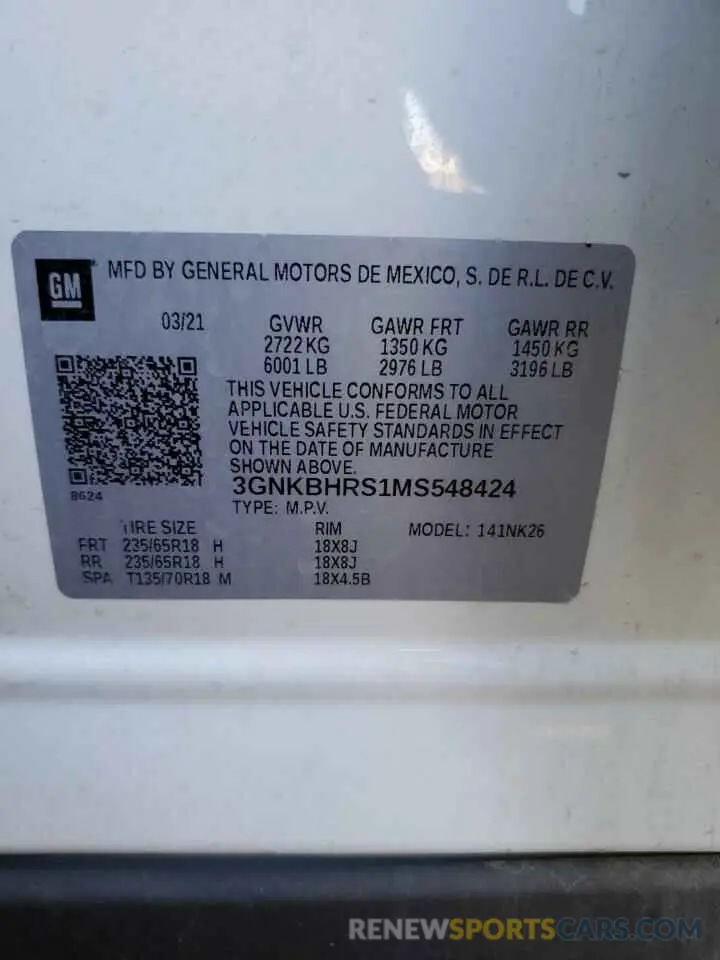 GM
MFD BY GENERAL MOTORS DE MEXICO, S. DE R.L. DE C.V.
03/21 GVWR GAWR FRT GAWR RR
2722 KG 1350 KG 1450 KG
6001 LB 2976 LB 3196 LB
THIS VEHICLE CONFORMS TO ALL
APPLICABLE U.S. FEDERAL MOTOR
VEHICLE SAFETY STANDARDS IN EFFECT
ON THE DATE OF MANUFACTURE
SHOWN ABOVE.
8624
3GNKBHRS1MS548424
TYPE: M.P.V.
TIRE SIZE RIM MODEL: 141NK26
FRT 235/65R18 H 18X8J
RR 235/65R18 H 18X8J
SPA T135/70R18 M 18X4.5B
RENEWSPORTSCARS.COM